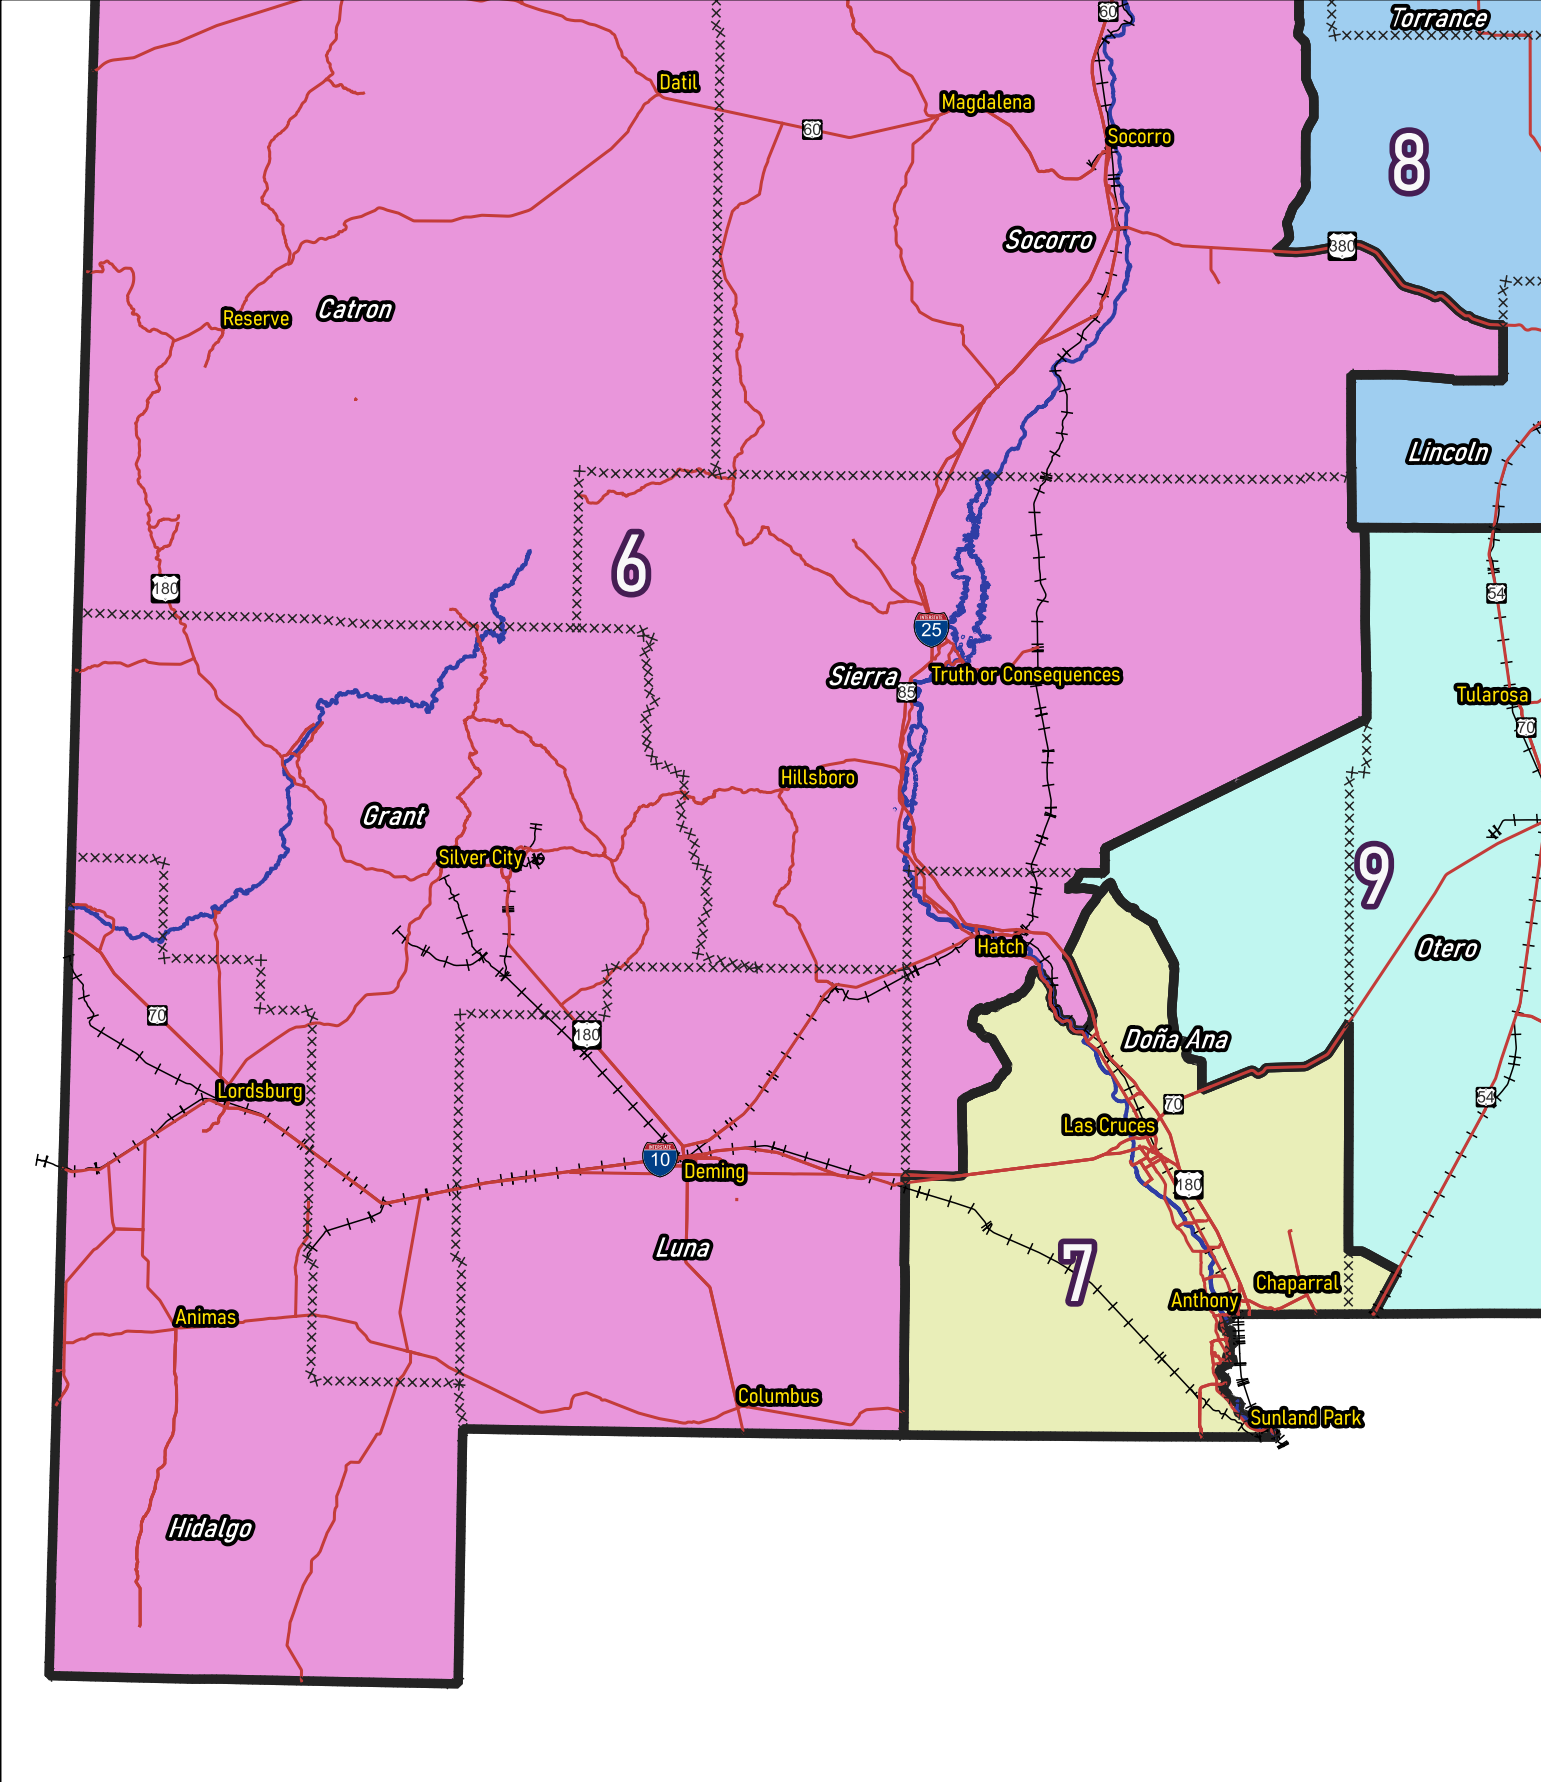 60
Torrance
Datil
Magdalena
60
Socorro
8
Socorro
380
Reserve
Catron
Lincoln
6
180
54
INTERSTATE
25
Sierra
Truth or Consequences
85
Tularosa
70
Hillsboro
Grant
Silver City
9
Hatch
Otero
70
180
Doña Ana
Lordsburg
70
54
Las Cruces
INTERSTATE
10
Deming
180
Luna
7
Chaparral
Anthony
Animas
Columbus
Sunland Park
Hidalgo